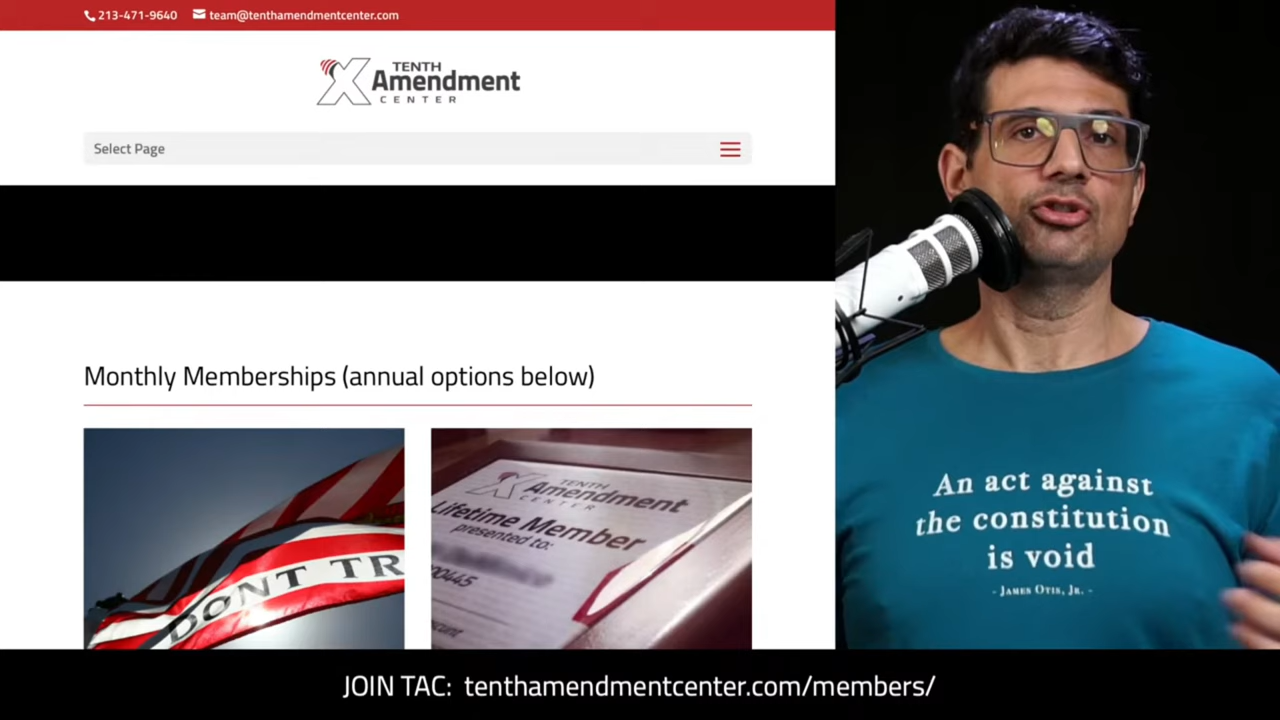 213-471-9640 team@tenthamendmentcenter.com
TENTH
Amendment
CENTER
Select Page
Monthly Memberships (annual options below)
DONT TR
TENTH
Amendment
CENTER
Lifetime Member
presented to:
An act against
the constitution
is void
- James Otis, Jr. -
JOIN TAC: tenthamendmentcenter.com/members/